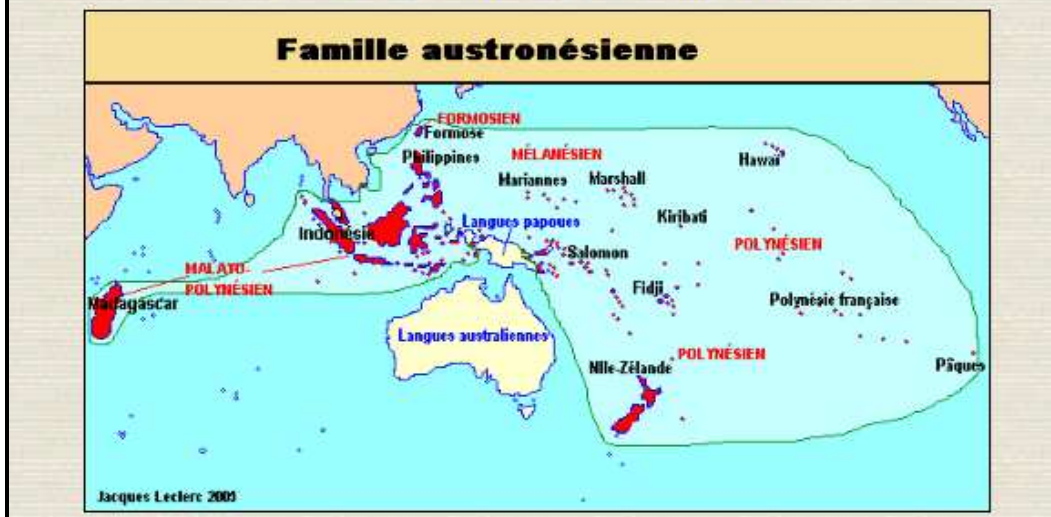 Famille austronésienne
FORMOSIEN
Formose
Philippines
MÉLANÉSIEN
Mariannes
Marshall
Hawaï
Kiribati
Langues papoues
Indonésie
Salomon
POLYNÉSIEN
MALAYO-
POLYNÉSIEN
Madagascar
Fidji
Polynésie française
Langues australiennes
POLYNÉSIEN
Nlle-Zélande
Pâques
Jacques Leclerc